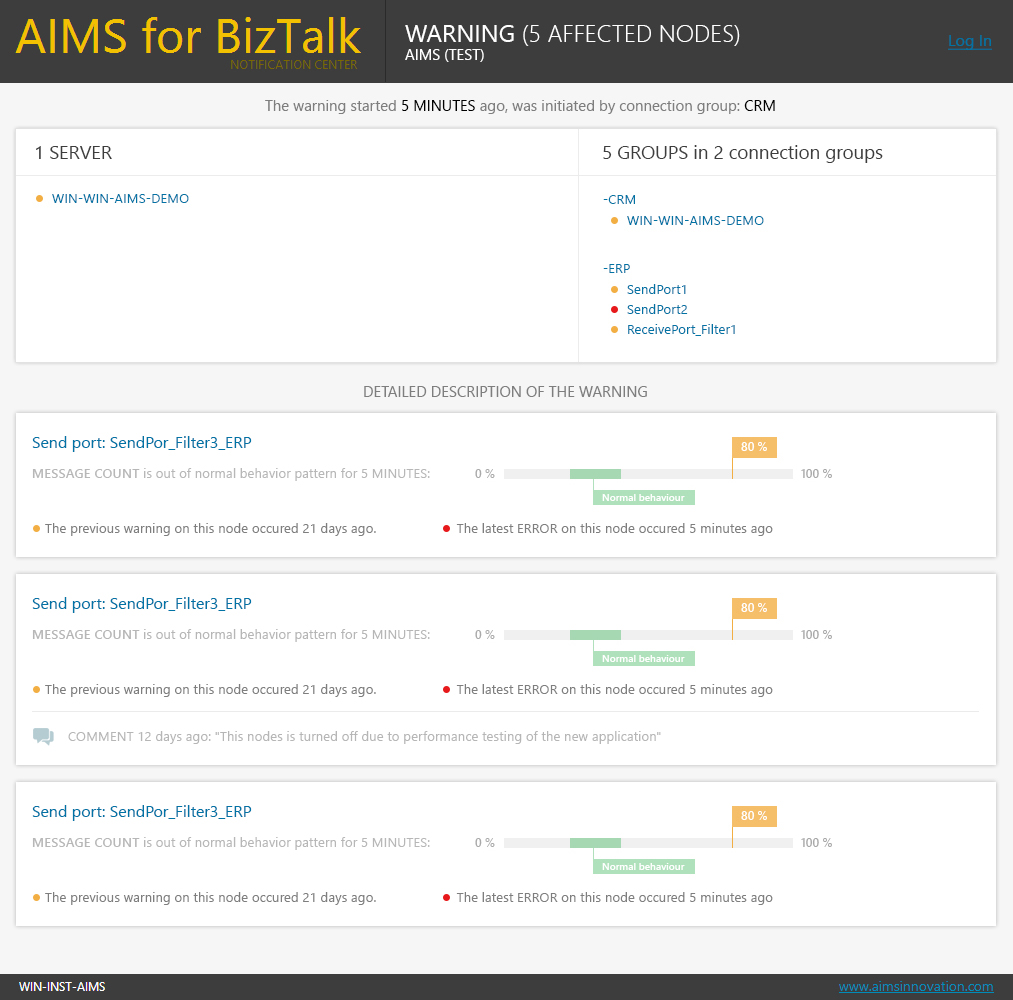 AIMS for BizTalk
NOTIFICATION CENTER
WARNING (5 AFFECTED NODES)
AIMS (TEST)
Log In
The warning started 5 MINUTES ago, was initiated by connection group: CRM
1 SERVER
WIN-WIN-AIMS-DEMO
5 GROUPS in 2 connection groups
-CRM
WIN-WIN-AIMS-DEMO
-ERP
SendPort1
SendPort2
ReceivePort_Filter1
DETAILED DESCRIPTION OF THE WARNING
Send port: SendPor_Filter3_ERP
80 %
MESSAGE COUNT is out of normal behavior pattern for 5 MINUTES: 0 % 100 %
Normal behaviour
The previous warning on this node occured 21 days ago. The latest ERROR on this node occured 5 minutes ago
Send port: SendPor_Filter3_ERP
80 %
MESSAGE COUNT is out of normal behavior pattern for 5 MINUTES: 0 % 100 %
Normal behaviour
The previous warning on this node occured 21 days ago. The latest ERROR on this node occured 5 minutes ago
COMMENT 12 days ago: "This nodes is turned off due to performance testing of the new application"
Send port: SendPor_Filter3_ERP
80 %
MESSAGE COUNT is out of normal behavior pattern for 5 MINUTES: 0 % 100 %
Normal behaviour
The previous warning on this node occured 21 days ago. The latest ERROR on this node occured 5 minutes ago
WIN-INST-AIMS
www.aimsinnovation.com